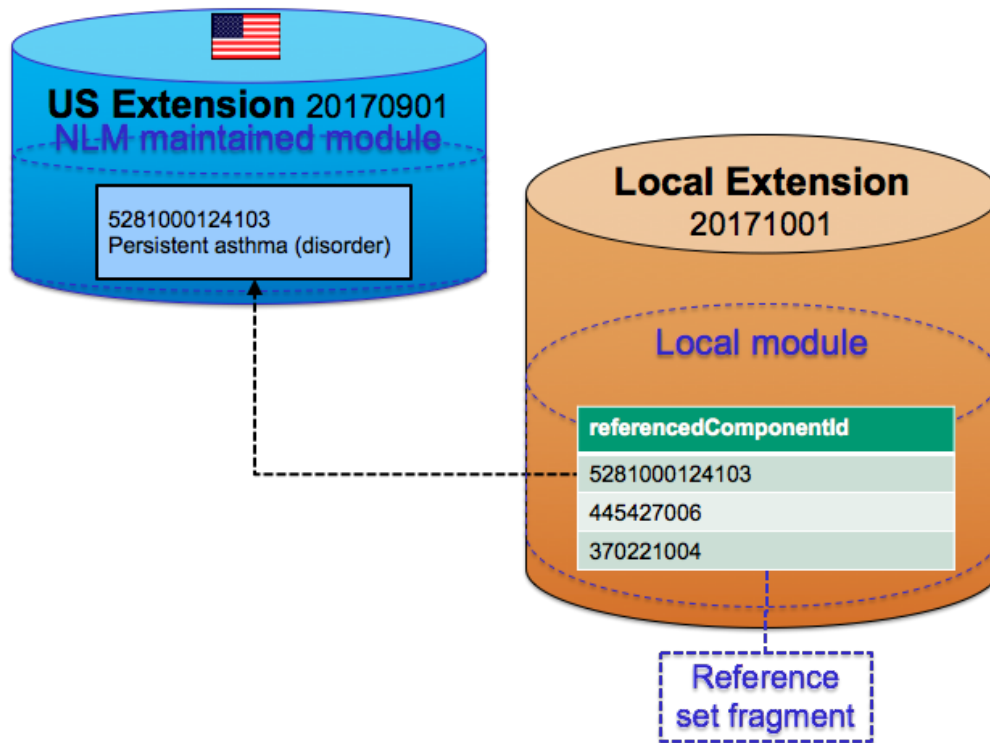 US Extension 20170901
NLM maintained module
5281000124103
Persistent asthma (disorder)
Local Extension
20171001
Local module
referencedComponentId
5281000124103
445427006
370221004
Reference
set fragment